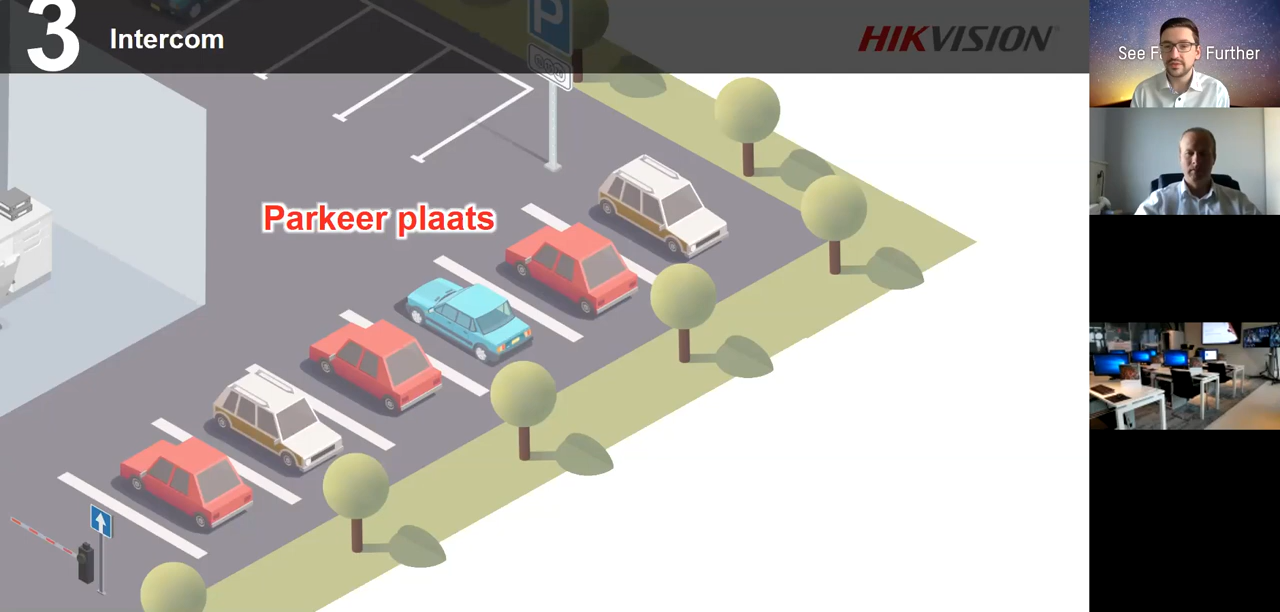 3
Intercom
HIKVISION
P
Parkeer plaats
See F
Further